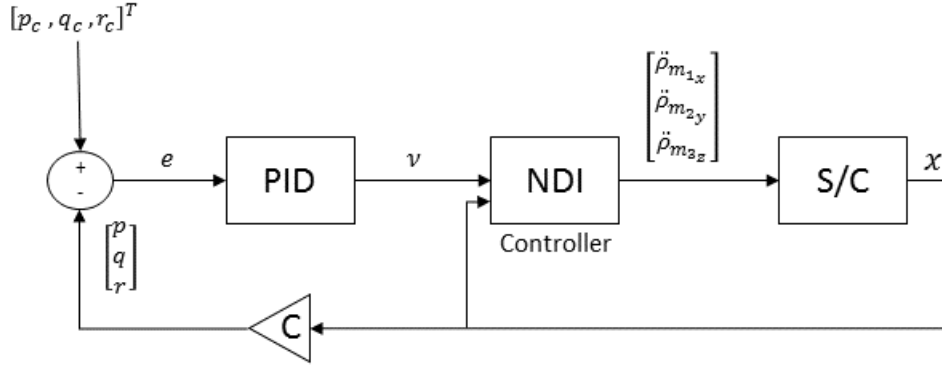 [p_c , q_c , r_c]^T
[ρ̈_{m_{1_x}}
ρ̈_{m_{2_y}}
ρ̈_{m_{3_z}}]
+
-
e
PID
ν
NDI
S/C
x
Controller
[p
q
r]
C